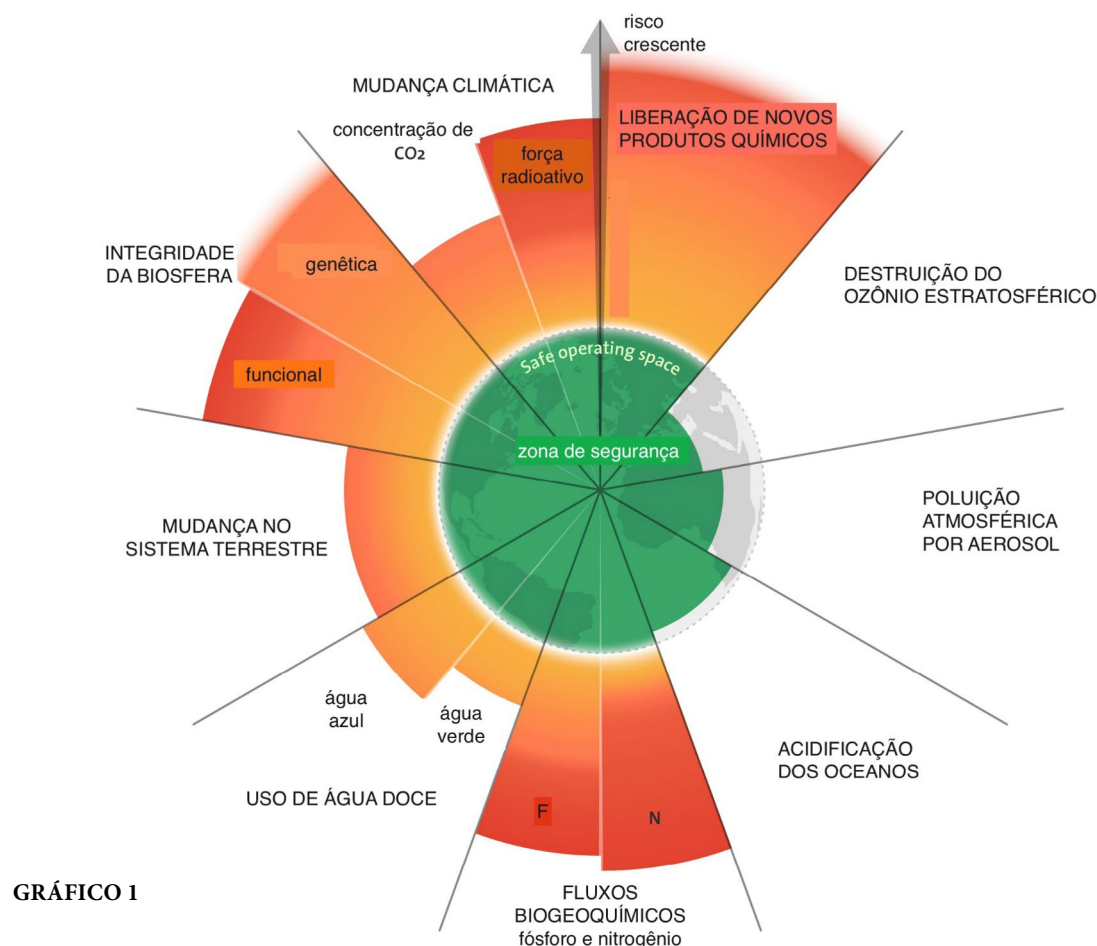 risco
crescente
MUDANÇA CLIMÁTICA
concentração de
CO2
força
radioativo
LIBERAÇÃO DE NOVOS
PRODUTOS QUÍMICOS
INTEGRIDADE
DA BIOSFERA
genêtica
funcional
DESTRUIÇÃO DO
OZÔNIO ESTRATOSFÉRICO
Safe operating space
zona de segurança
MUDANÇA NO
SISTEMA TERRESTRE
POLUIÇÃO
ATMOSFÉRICA
POR AEROSOL
água
azul
água
verde
USO DE ÁGUA DOCE
ACIDIFICAÇÃO
DOS OCEANOS
F
N
GRÁFICO 1
FLUXOS
BIOGEOQUÍMICOS
fósforo e nitrogênio